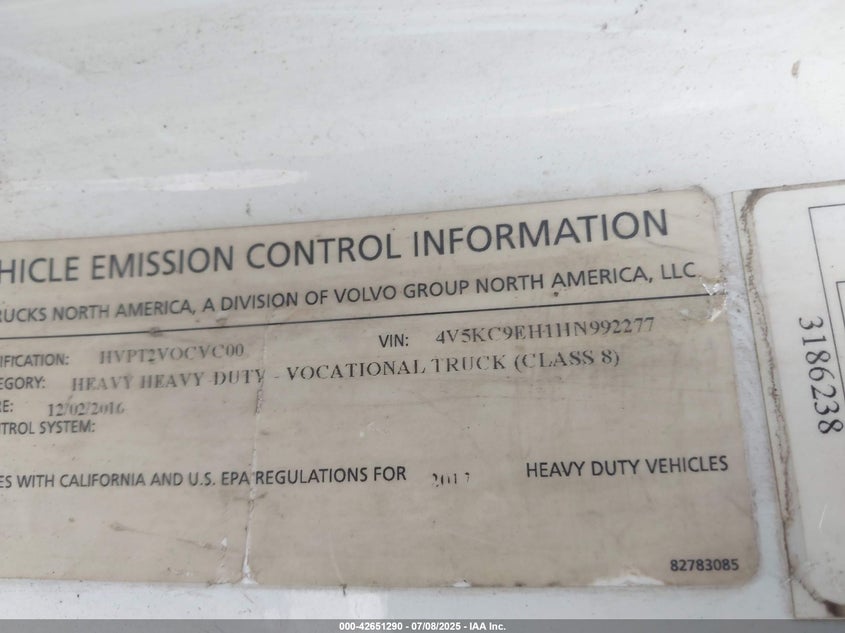 HICLE EMISSION CONTROL INFORMATION
RUCKS NORTH AMERICA, A DIVISION OF VOLVO GROUP NORTH AMERICA, LLC.
IFICATION: HVPT2VOCVC00 VIN: 4V5KC9EH1HN992277
EGORY: HEAVY HEAVY-DUTY - VOCATIONAL TRUCK (CLASS 8)
RE: 12/02/2016
TROL SYSTEM:
ES WITH CALIFORNIA AND U.S. EPA REGULATIONS FOR 2017 HEAVY DUTY VEHICLES
82783085
3186238
000-42651290 - 07/08/2025 - IAA Inc.